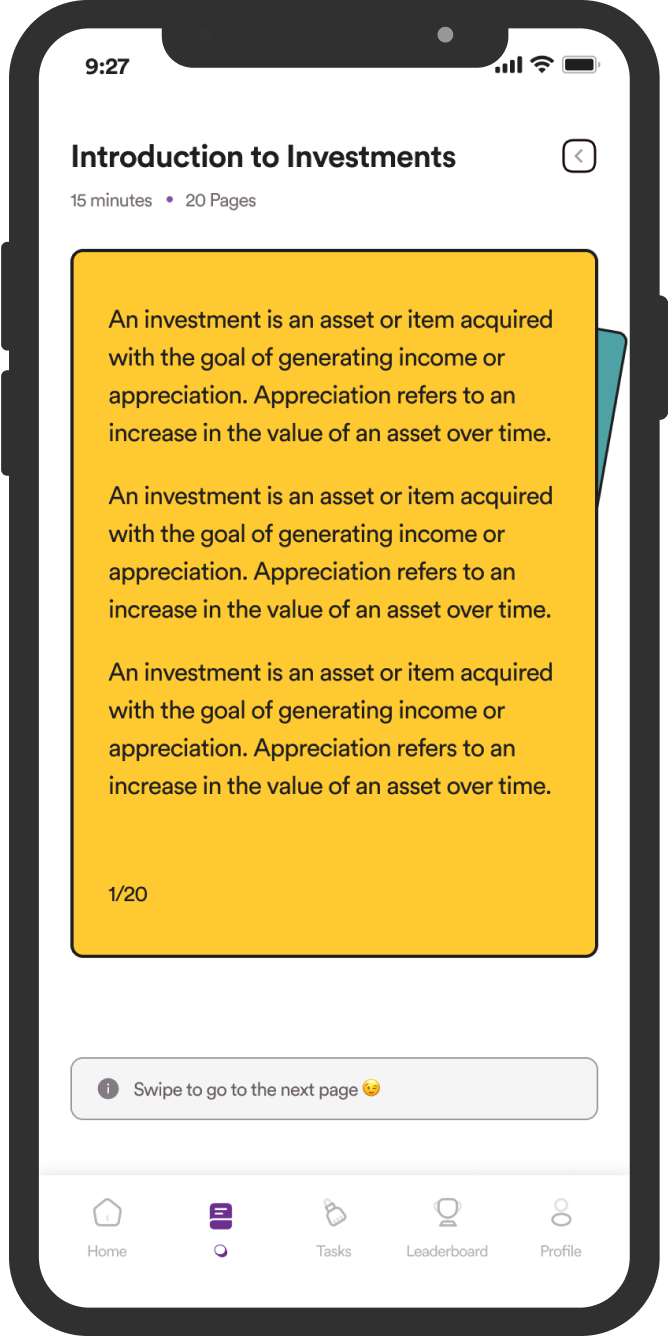 9:27
Introduction to Investments
15 minutes • 20 Pages
An investment is an asset or item acquired
with the goal of generating income or
appreciation. Appreciation refers to an
increase in the value of an asset over time.
An investment is an asset or item acquired
with the goal of generating income or
appreciation. Appreciation refers to an
increase in the value of an asset over time.
An investment is an asset or item acquired
with the goal of generating income or
appreciation. Appreciation refers to an
increase in the value of an asset over time.
1/20
Swipe to go to the next page 😉
Home Tasks Leaderboard Profile